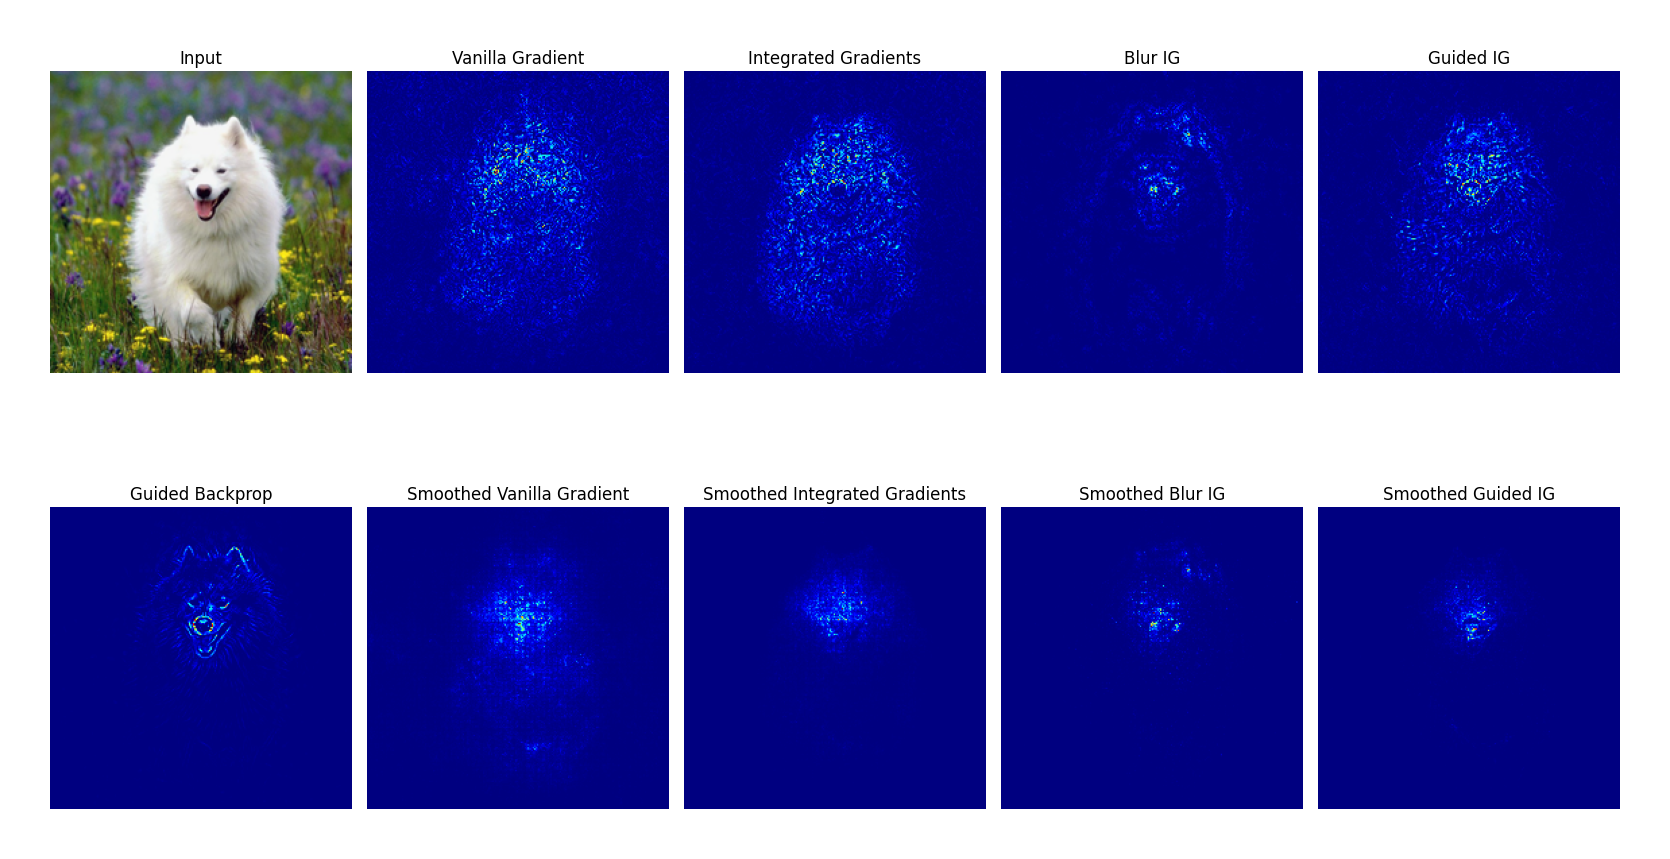 Input
Vanilla Gradient
Integrated Gradients
Blur IG
Guided IG
Guided Backprop
Smoothed Vanilla Gradient
Smoothed Integrated Gradients
Smoothed Blur IG
Smoothed Guided IG